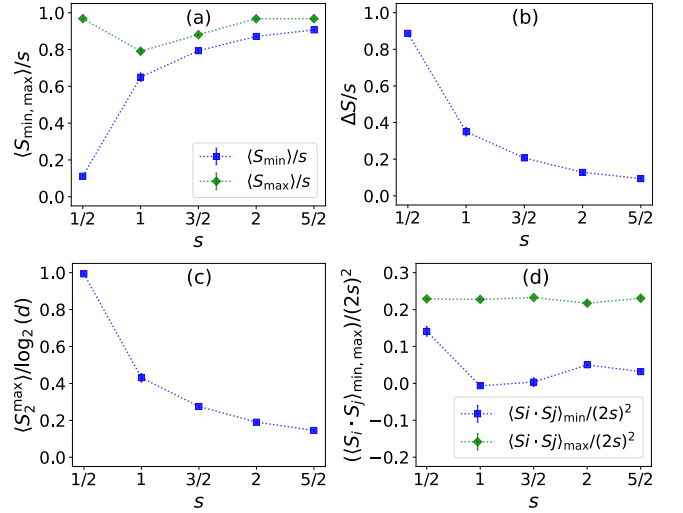 (a)
⟨S_min, max⟩/s
1.0
0.8
0.6
0.4
0.2
0.0
⟨S_min⟩/s
⟨S_max⟩/s
1/2 1 3/2 2 5/2
s
(b)
ΔS/s
1.0
0.8
0.6
0.4
0.2
0.0
1/2 1 3/2 2 5/2
s
(c)
⟨S_2^max⟩/log_2(d)
1.0
0.8
0.6
0.4
0.2
0.0
1/2 1 3/2 2 5/2
s
(d)
(⟨S_i · S_j⟩_min, max)/(2s)^2
0.3
0.2
0.1
0.0
−0.1
−0.2
⟨Si · Sj⟩_min/(2s)^2
⟨Si · Sj⟩_max/(2s)^2
1/2 1 3/2 2 5/2
s